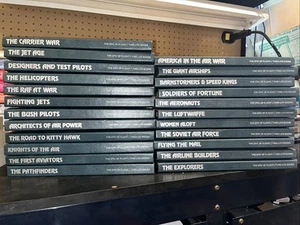 THE CARRIER WAR
THE JET AGE
DESIGNERS AND TEST PILOTS
THE HELICOPTERS
THE RAF AT WAR
FIGHTING JETS
THE BUSH PILOTS
ARCHITECTS OF AIR POWER
THE ROAD TO KITTY HAWK
KNIGHTS OF THE AIR
THE FIRST AVIATORS
THE PATHFINDERS
AMERICA IN THE AIR WAR
THE GIANT AIRSHIPS
BARNSTORMERS & SPEED KINGS
SOLDIERS OF FORTUNE
THE AERONAUTS
THE LUFTWAFFE
WOMEN ALOFT
THE SOVIET AIR FORCE
FLYING THE MAIL
THE AIRLINE BUILDERS
THE EXPLORERS